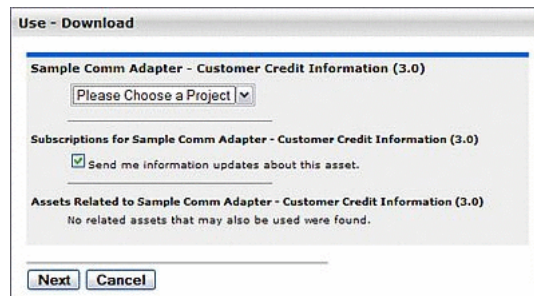 Use - Download
Sample Comm Adapter - Customer Credit Information (3.0)
Please Choose a Project
Subscriptions for Sample Comm Adapter - Customer Credit Information (3.0)
Send me information updates about this asset.
Assets Related to Sample Comm Adapter - Customer Credit Information (3.0)
No related assets that may also be used were found.
Next Cancel